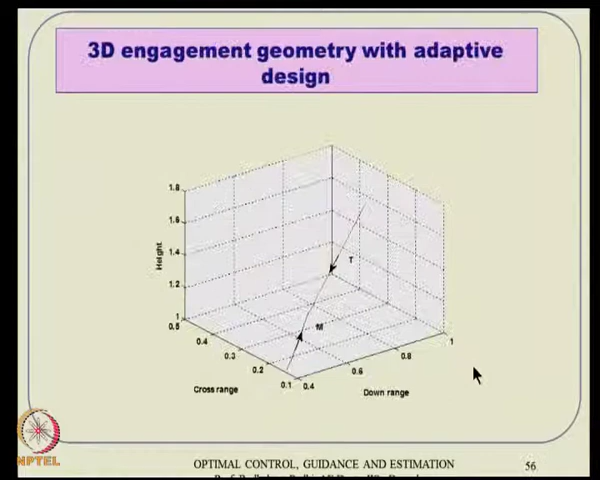 3D engagement geometry with adaptive
design
1.8
1.6
1.4
1.2
1
Height
0.5
0.4
0.3
0.2
0.1
Cross range
0.4
0.6
0.8
1
Down range
T
M
NPTEL
OPTIMAL CONTROL, GUIDANCE AND ESTIMATION
56